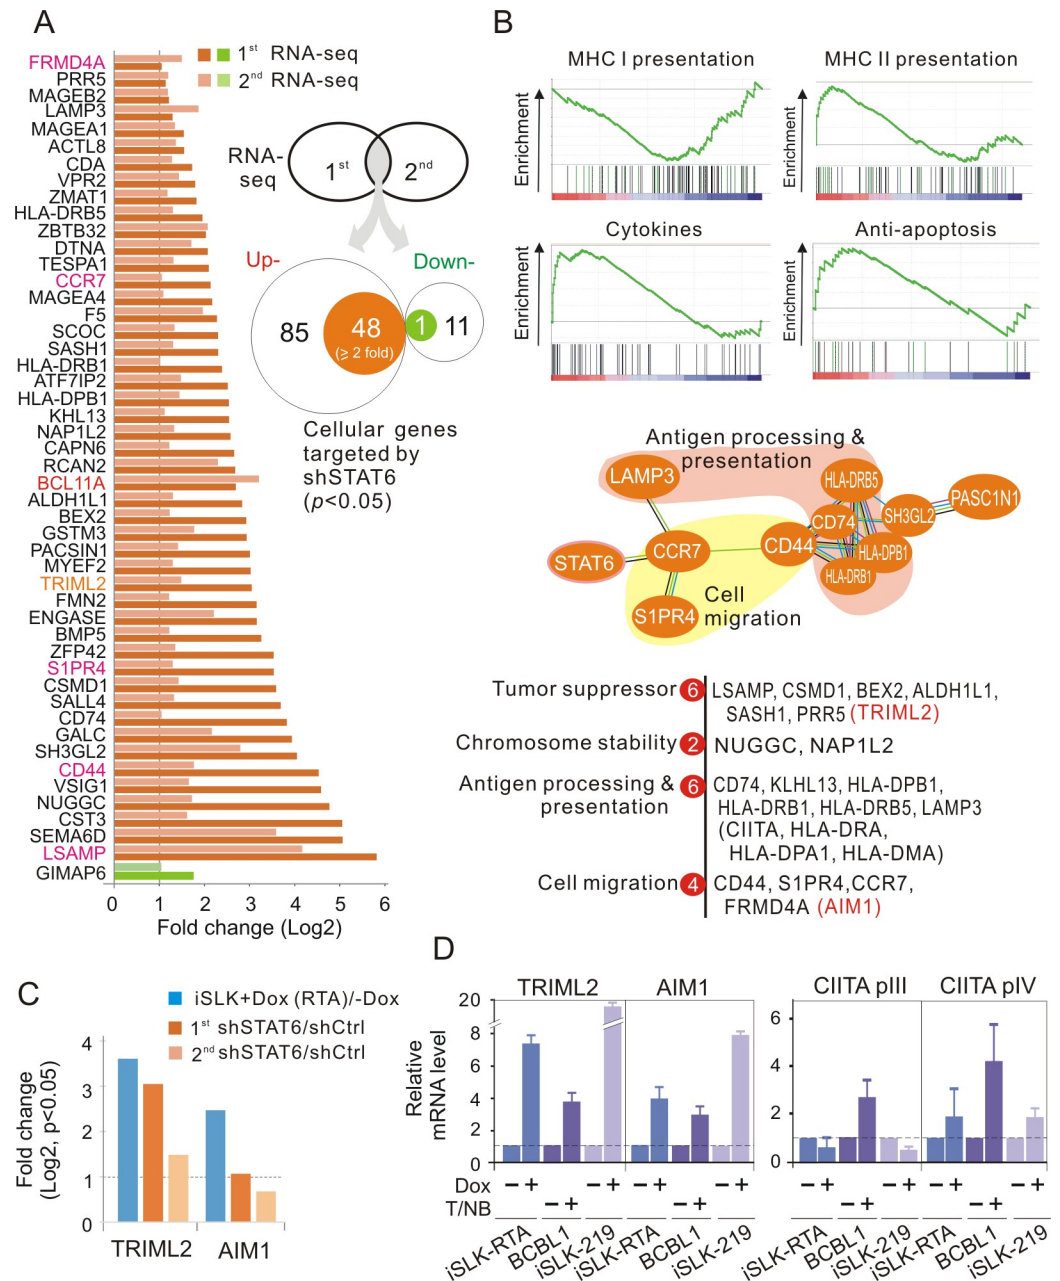 A
FRMD4A
PRR5
MAGEB2
LAMP3
MAGEA1
ACTL8
CDA
VPR2
ZMAT1
HLA-DRB5
ZBTB32
DTNA
TESPA1
CCR7
MAGEA4
F5
SCOC
SASH1
HLA-DRB1
ATF7IP2
HLA-DPB1
KHL13
NAP1L2
CAPN6
RCAN2
BCL11A
ALDH1L1
BEX2
GSTM3
PACSIN1
MYEF2
TRIML2
FMN2
ENGASE
BMP5
ZFP42
S1PR4
CSMD1
SALL4
CD74
GALC
SH3GL2
CD44
VSIG1
NUGGC
CST3
SEMA6D
LSAMP
GIMAP6
0 1 2 3 4 5 6
Fold change (Log2)
1st RNA-seq
2nd RNA-seq
RNA-
seq
1st 2nd
Up- Down-
85 48 1 11
(≥ 2 fold)
Cellular genes
targeted by
shSTAT6
(p<0.05)
B
MHC I presentation
Enrichment
MHC II presentation
Enrichment
Cytokines
Enrichment
Anti-apoptosis
Enrichment
Antigen processing &
presentation
LAMP3
HLA-DRB5
PASC1N1
SH3GL2
CD74
CD44
HLA-DPB1
HLA-DRB1
CCR7
STAT6
S1PR4
Cell
migration
Tumor suppressor 6 LSAMP, CSMD1, BEX2, ALDH1L1,
SASH1, PRR5 (TRIML2)
Chromosome stability 2 NUGGC, NAP1L2
Antigen processing & 6 CD74, KLHL13, HLA-DPB1,
presentation HLA-DRB1, HLA-DRB5, LAMP3
(CIITA, HLA-DRA,
HLA-DPA1, HLA-DMA)
Cell migration 4 CD44, S1PR4,CCR7,
FRMD4A (AIM1)
C
iSLK+Dox (RTA)/-Dox
1st shSTAT6/shCtrl
2nd shSTAT6/shCtrl
Fold change
(Log2, p<0.05)
4
3
2
1
0
TRIML2 AIM1
D
TRIML2 AIM1
Relative
mRNA level
20
8
6
4
2
0
CIITA pIII CIITA pIV
6
4
2
0
Dox − + − + − + − + − + − + − + − +
T/NB − + − + − + − +
iSLK-RTA BCBL1 iSLK-219 iSLK-RTA BCBL1 iSLK-219 iSLK-RTA BCBL1 iSLK-219 iSLK-RTA BCBL1 iSLK-219